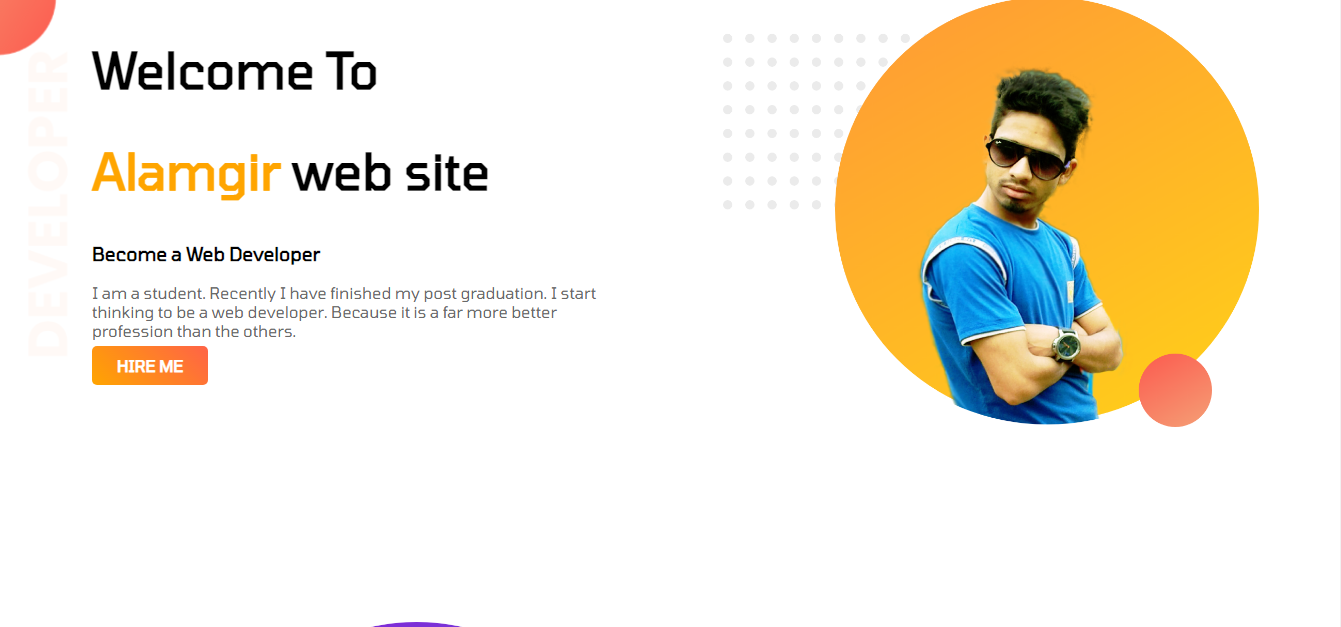 DEVELOPER
Welcome To
Alamgir web site
Become a Web Developer
I am a student. Recently I have finished my post graduation. I start
thinking to be a web developer. Because it is a far more better
profession than the others.
HIRE ME